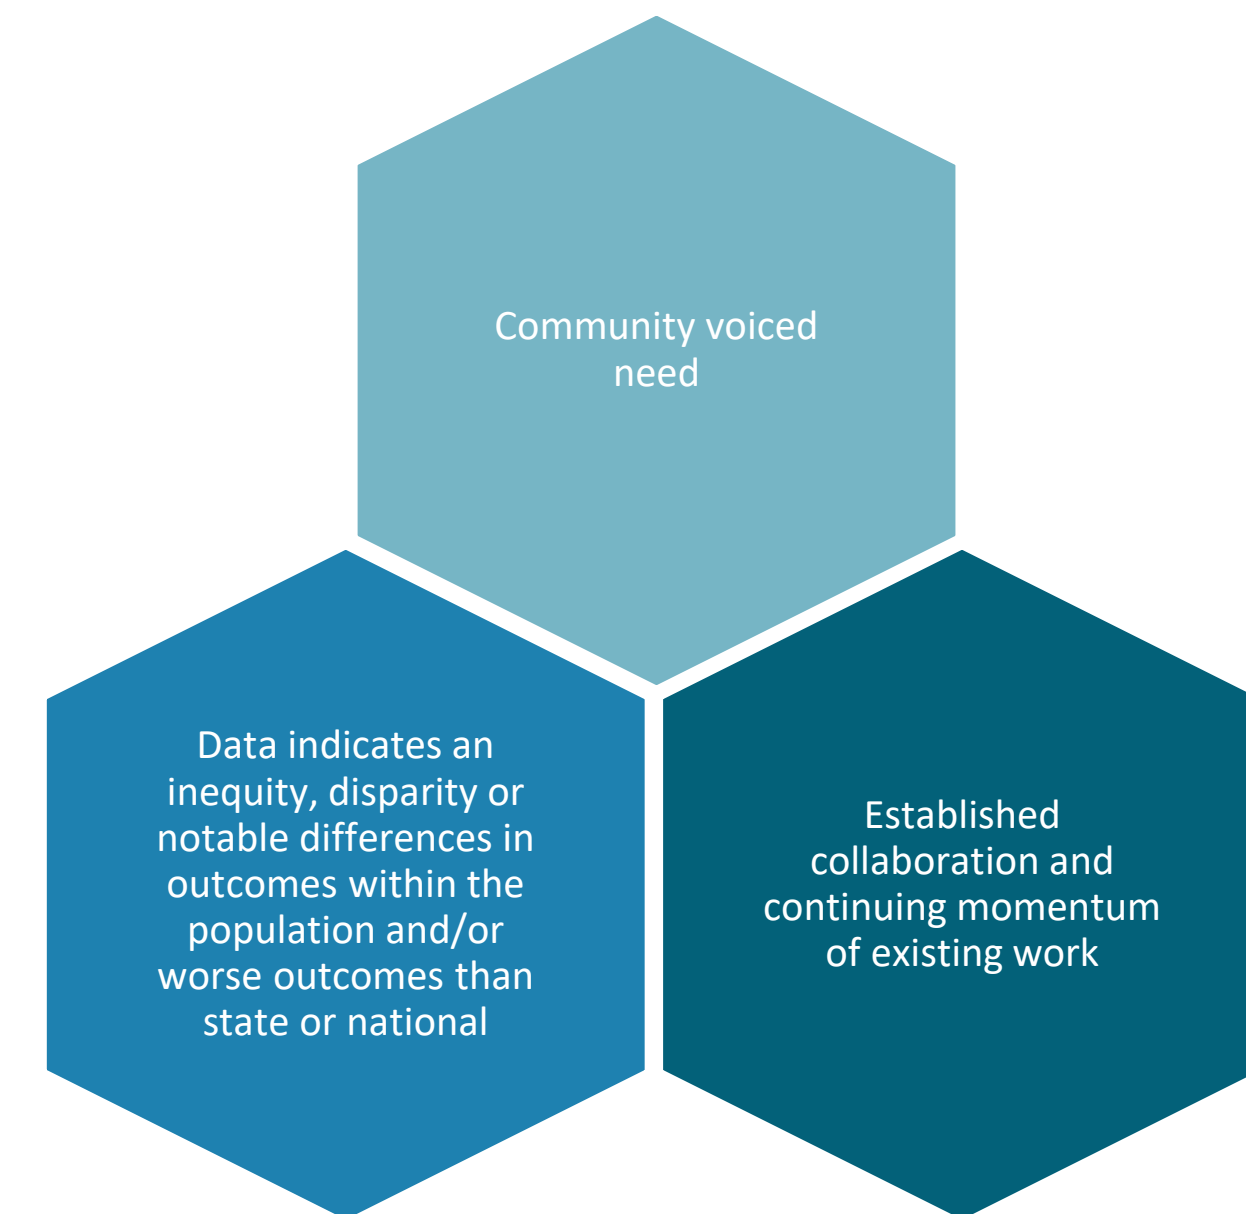 Community voiced
need
Data indicates an
inequity, disparity or
notable differences in
outcomes within the
population and/or
worse outcomes than
state or national
Established
collaboration and
continuing momentum
of existing work